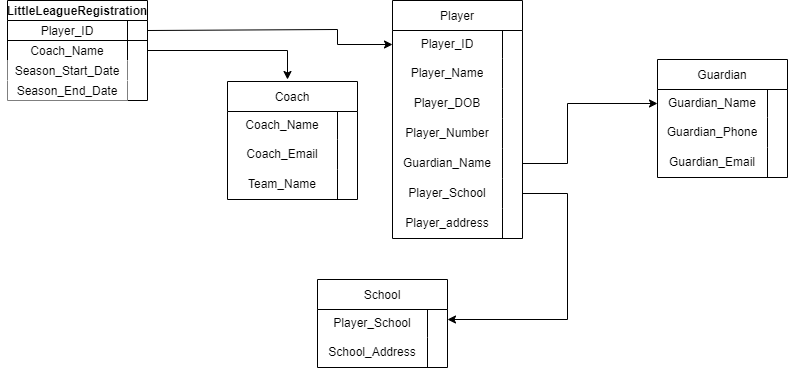 LittleLeagueRegistration
Player_ID
Coach_Name
Season_Start_Date
Season_End_Date
Coach
Coach_Name
Coach_Email
Team_Name
Player
Player_ID
Player_Name
Player_DOB
Player_Number
Guardian_Name
Player_School
Player_address
Guardian
Guardian_Name
Guardian_Phone
Guardian_Email
School
Player_School
School_Address